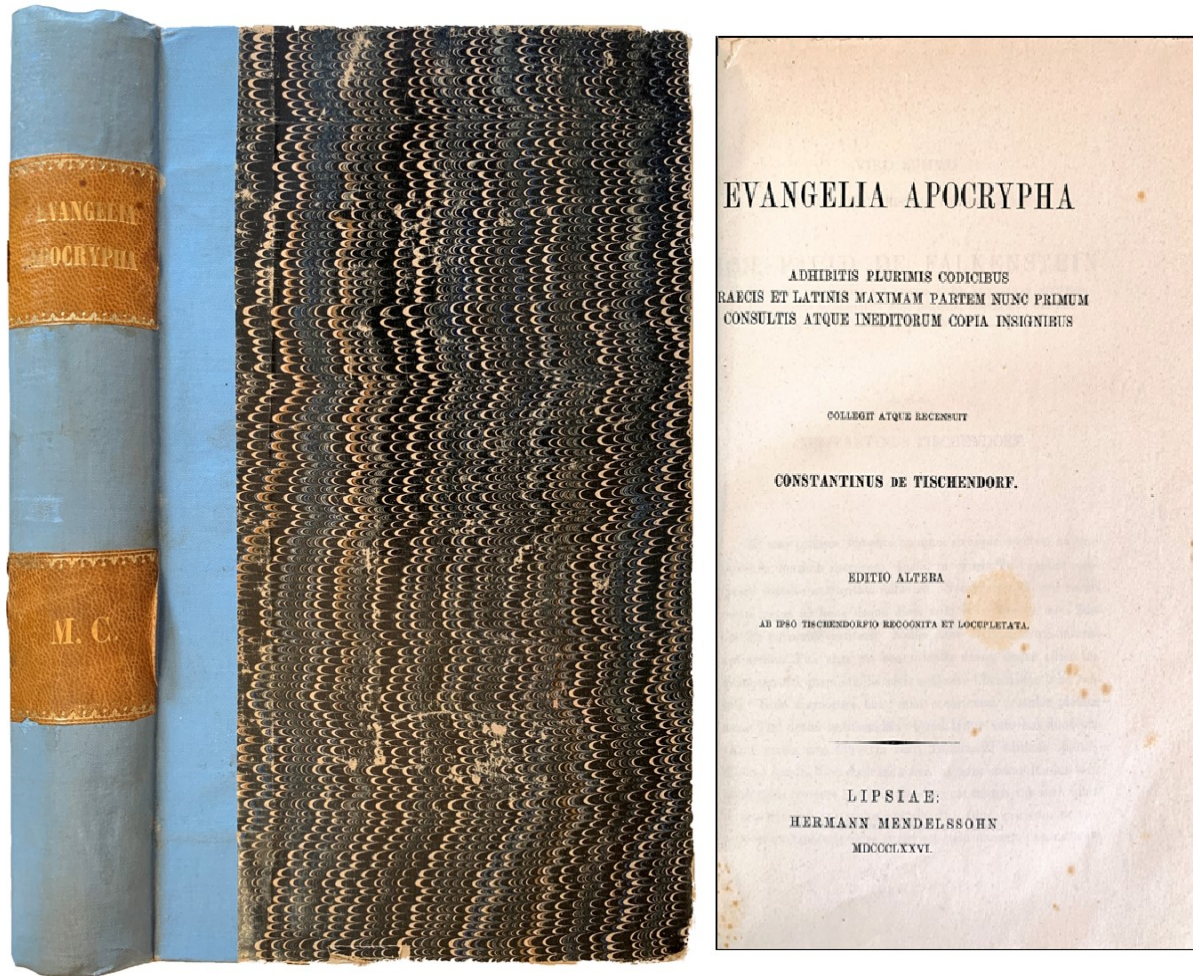 EVANGELIA
APOCRYPHA
M. C.
EVANGELIA APOCRYPHA
ADHIBITIS PLURIMIS CODICIBUS
RAECIS ET LATINIS MAXIMAM PARTEM NUNC PRIMUM
CONSULTIS ATQUE INEDITORUM COPIA INSIGNIBUS
COLLEGIT ATQUE RECENSUIT
CONSTANTINUS DE TISCHENDORF.
EDITIO ALTERA
AB IPSO TISCHENDORFIO RECOGNITA ET LOCUPLETATA.
LIPSIAE:
HERMANN MENDELSSOHN
MDCCCLXXVI.